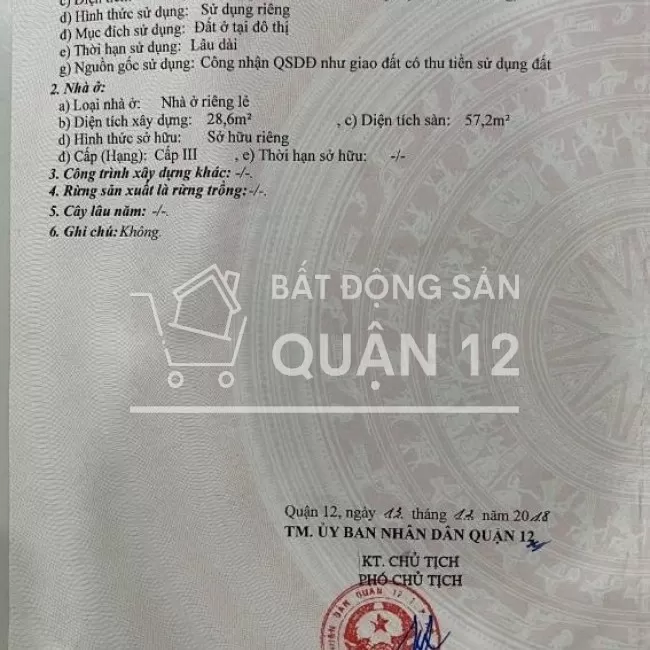 d) Hình thức sử dụng: Sử dụng riêng
đ) Mục đích sử dụng: Đất ở tại đô thị
e) Thời hạn sử dụng: Lâu dài
g) Nguồn gốc sử dụng: Công nhận QSDĐ như giao đất có thu tiền sử dụng đất
2. Nhà ở:
a) Loại nhà ở: Nhà ở riêng lẻ
b) Diện tích xây dựng: 28,6m² , c) Diện tích sàn: 57,2m²
d) Hình thức sở hữu: Sở hữu riêng
đ) Cấp (Hạng): Cấp III , e) Thời hạn sở hữu: -/-
3. Công trình xây dựng khác: -/-.
4. Rừng sản xuất là rừng trồng: -/-.
5. Cây lâu năm: -/-.
6. Ghi chú: Không.
BẤT ĐỘNG SẢN
QUẬN 12
Quận 12, ngày 13 tháng 12 năm 2018
TM. ỦY BAN NHÂN DÂN QUẬN 12
KT. CHỦ TỊCH
PHÓ CHỦ TỊCH
DÂN QUẬN 12